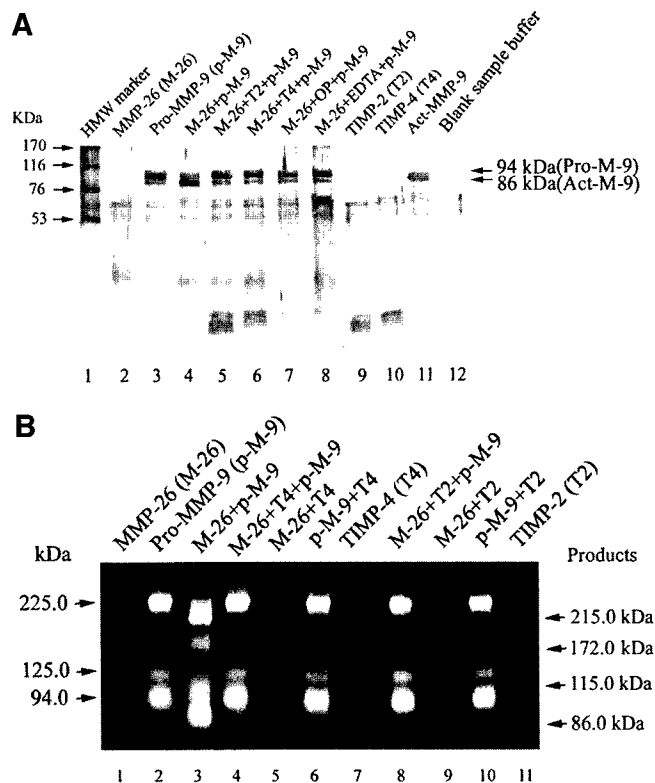 A
KDa
HMW marker
MMP-26 (M-26)
Pro-MMP-9 (p-M-9)
M-26+p-M-9
M-26+T2+p-M-9
M-26+T4+p-M-9
M-26+OP+p-M-9
M-26+EDTA+p-M-9
TIMP-2 (T2)
TIMP-4 (T4)
Act-MMP-9
Blank sample buffer
170
116
76
53
94 kDa(Pro-M-9)
86 kDa(Act-M-9)
1 2 3 4 5 6 7 8 9 10 11 12
B
kDa
MMP-26 (M-26)
Pro-MMP-9 (p-M-9)
M-26+p-M-9
M-26+T4+p-M-9
M-26+T4
p-M-9+T4
TIMP-4 (T4)
M-26+T2+p-M-9
M-26+T2
p-M-9+T2
TIMP-2 (T2)
Products
225.0
125.0
94.0
215.0 kDa
172.0 kDa
115.0 kDa
86.0 kDa
1 2 3 4 5 6 7 8 9 10 11